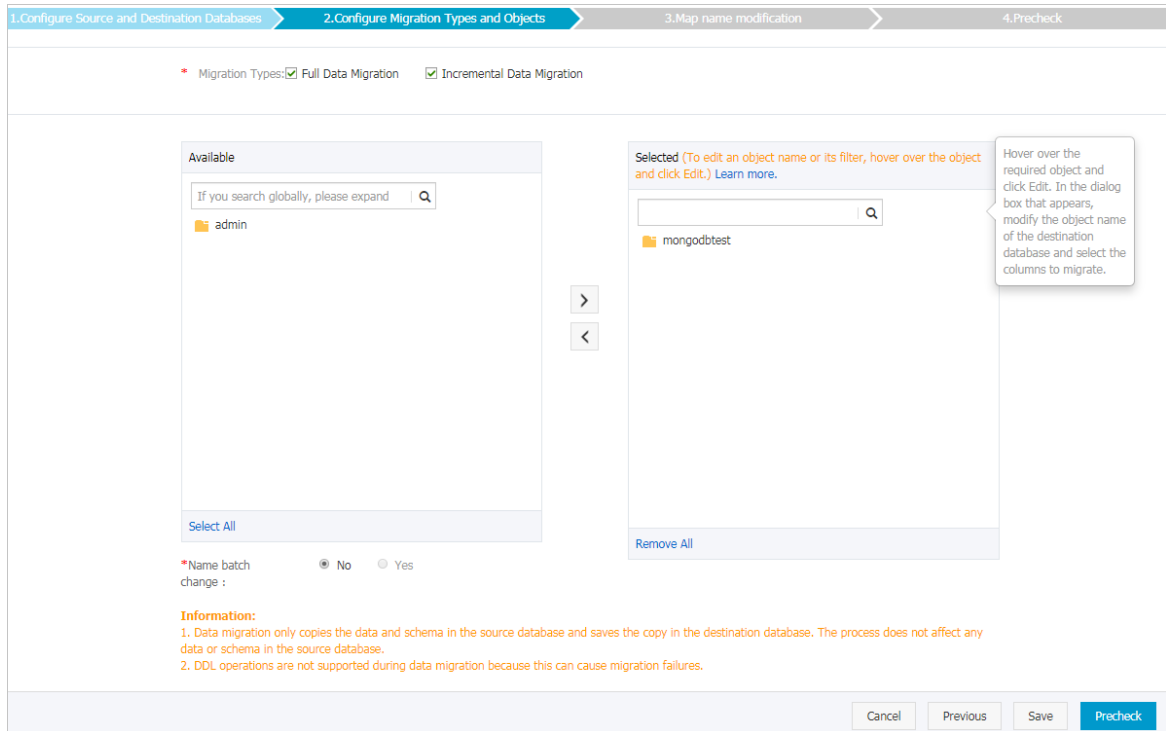 1.Configure Source and Destination Databases
2.Configure Migration Types and Objects
3.Map name modification
4.Precheck
* Migration Types: Full Data Migration Incremental Data Migration
Available
If you search globally, please expand
admin
Select All
Selected (To edit an object name or its filter, hover over the object
and click Edit.) Learn more.
mongodbtest
Remove All
Hover over the
required object and
click Edit. In the dialog
box that appears,
modify the object name
of the destination
database and select the
columns to migrate.
>
<
*Name batch
change :
No Yes
Information:
1. Data migration only copies the data and schema in the source database and saves the copy in the destination database. The process does not affect any
data or schema in the source database.
2. DDL operations are not supported during data migration because this can cause migration failures.
Cancel
Previous
Save
Precheck